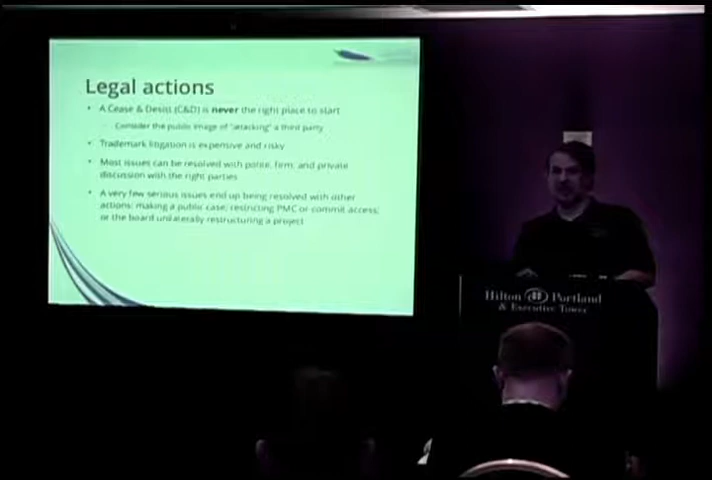 Legal actions
• A Cease & Desist (C&D) is never the right place to start
– Consider the public image of "attacking" a third party
• Trademark litigation is expensive and risky
• Most issues can be resolved with polite, firm, and private
discussion with the right parties
• A very few serious issues end up being resolved with other
actions: making a public case; restricting PMC or commit access;
or the board unilaterally restructuring a project
Hilton Portland
& Executive Tower